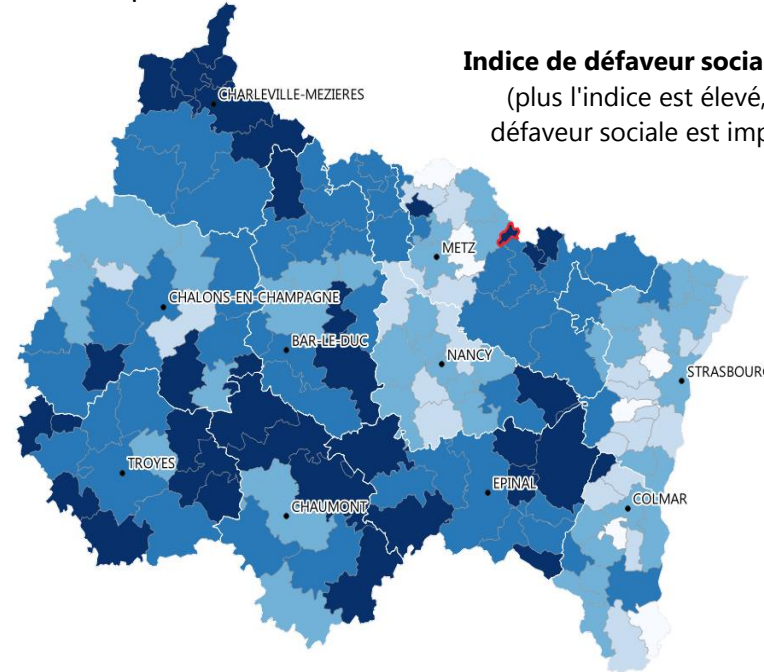 Indice de défaveur socia
(plus l'indice est élevé,
défaveur sociale est imp
CHARLEVILLE-MEZIERES
METZ
CHALONS-EN-CHAMPAGNE
BAR-LE-DUC
NANCY
STRASBOURG
TROYES
EPINAL
CHAUMONT
COLMAR